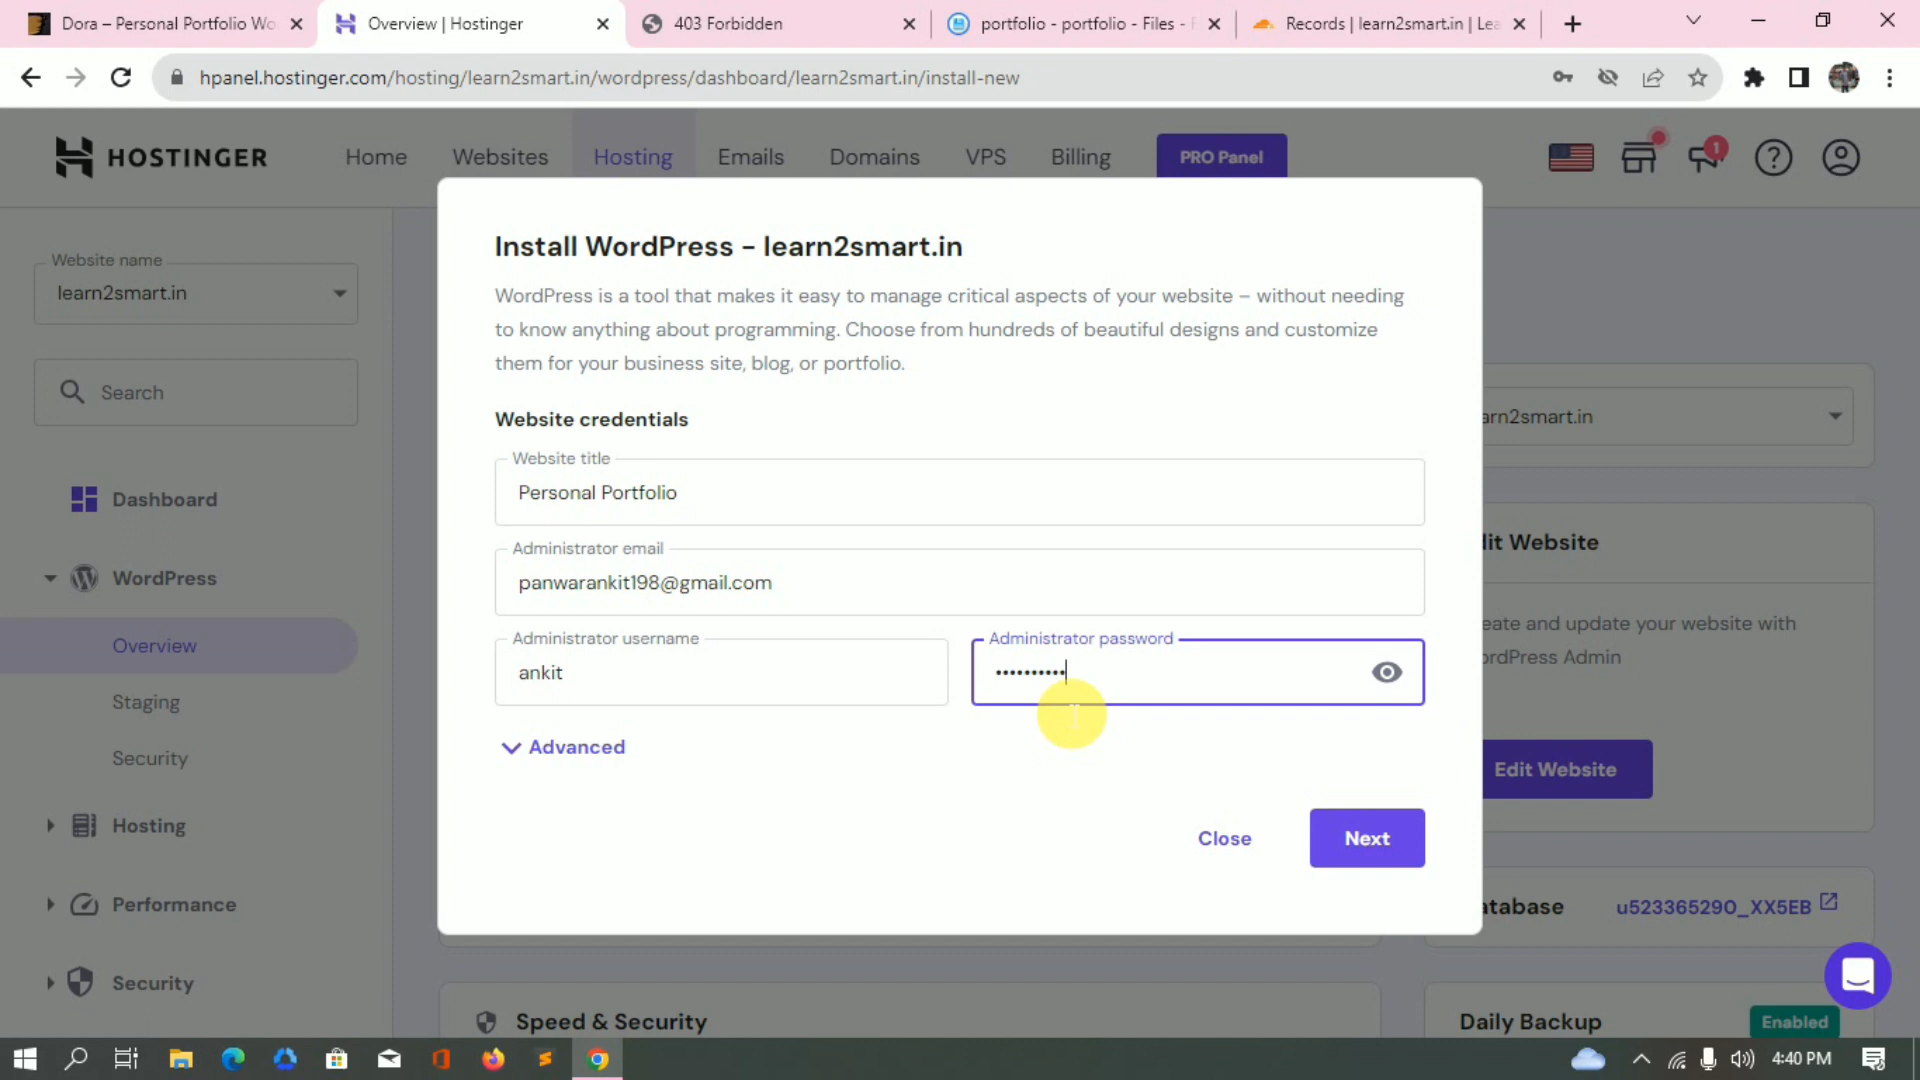 Dora – Personal Portfolio Wo
Overview | Hostinger
403 Forbidden
portfolio - portfolio - Files -
Records | learn2smart.in | Lea
hpanel.hostinger.com/hosting/learn2smart.in/wordpress/dashboard/learn2smart.in/install-new
HOSTINGER
Home
Websites
Hosting
Emails
Domains
VPS
Billing
PRO Panel
1
Website name
learn2smart.in
Search
Dashboard
WordPress
Overview
Staging
Security
Hosting
Performance
Security
Install WordPress - learn2smart.in
WordPress is a tool that makes it easy to manage critical aspects of your website – without needing
to know anything about programming. Choose from hundreds of beautiful designs and customize
them for your business site, blog, or portfolio.
Website credentials
Website title
Personal Portfolio
Administrator email
panwarankit198@gmail.com
Administrator username
ankit
Administrator password
••••••••••
Advanced
Close
Next
arn2smart.in
dit Website
eate and update your website with
ordPress Admin
Edit Website
atabase
u523365290_XX5EB
Speed & Security
Daily Backup
Enabled
4:40 PM